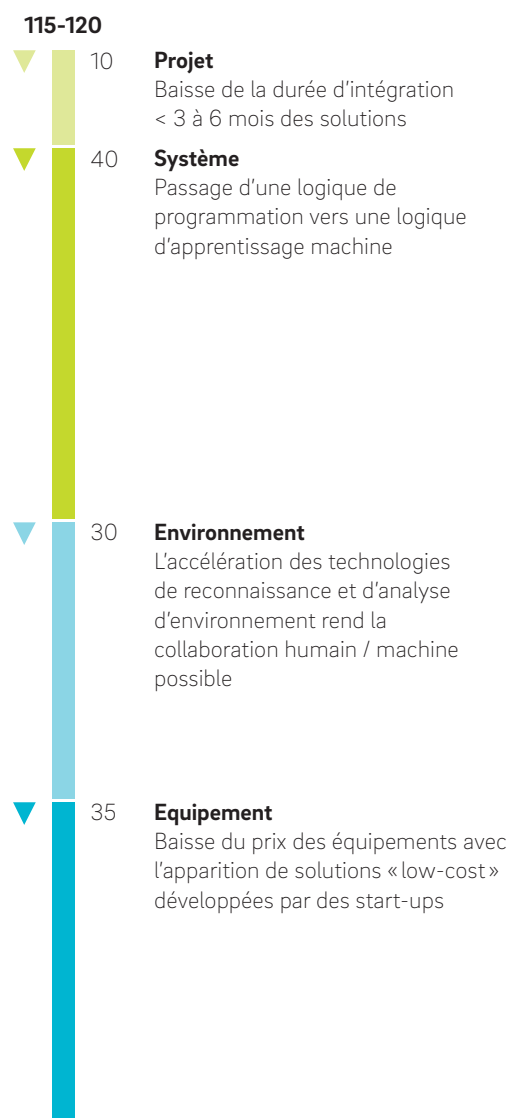 115-120
10
Projet
Baisse de la durée d'intégration
< 3 à 6 mois des solutions
40
Système
Passage d'une logique de
programmation vers une logique
d'apprentissage machine
30
Environnement
L'accélération des technologies
de reconnaissance et d'analyse
d'environnement rend la
collaboration humain / machine
possible
35
Equipement
Baisse du prix des équipements avec
l'apparition de solutions « low-cost »
développées par des start-ups